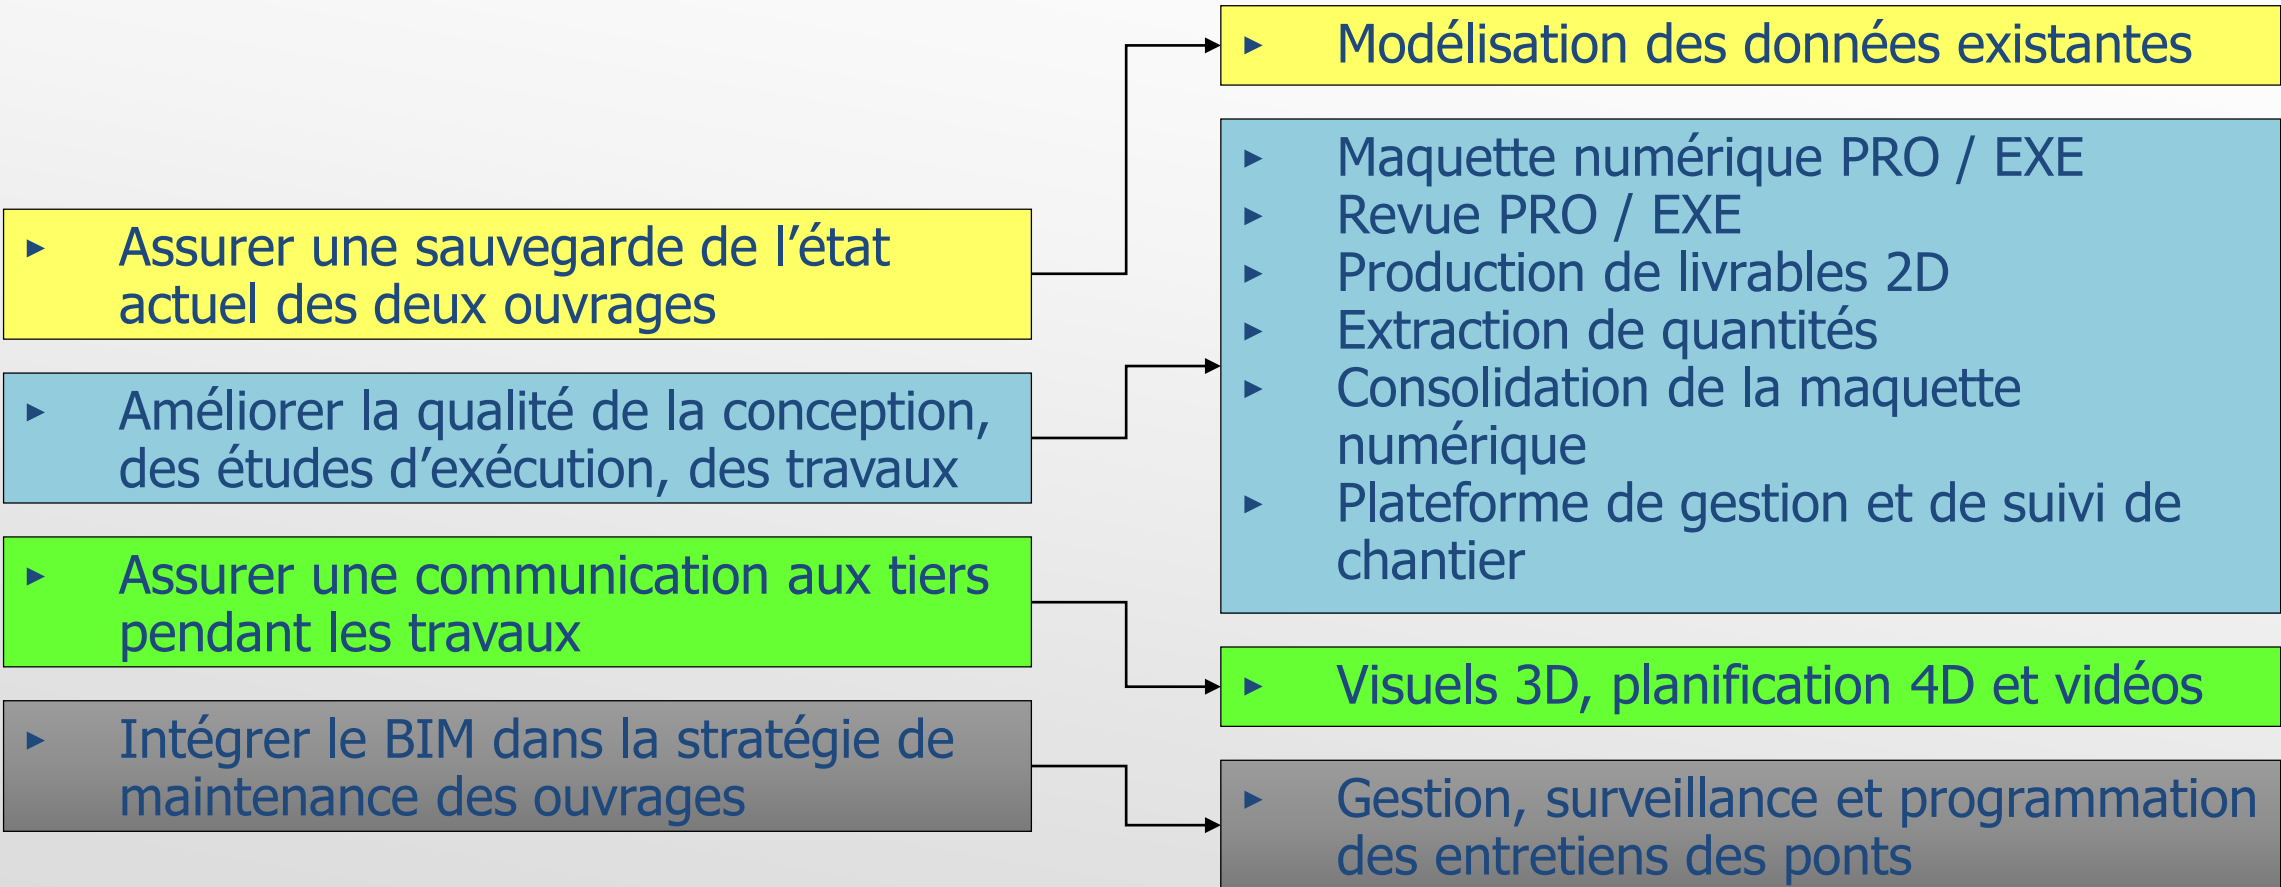 ► Assurer une sauvegarde de l’état
actuel des deux ouvrages
► Améliorer la qualité de la conception,
des études d’exécution, des travaux
► Assurer une communication aux tiers
pendant les travaux
► Intégrer le BIM dans la stratégie de
maintenance des ouvrages
► Modélisation des données existantes
► Maquette numérique PRO / EXE
► Revue PRO / EXE
► Production de livrables 2D
► Extraction de quantités
► Consolidation de la maquette
numérique
► Plateforme de gestion et de suivi de
chantier
► Visuels 3D, planification 4D et vidéos
► Gestion, surveillance et programmation
des entretiens des ponts